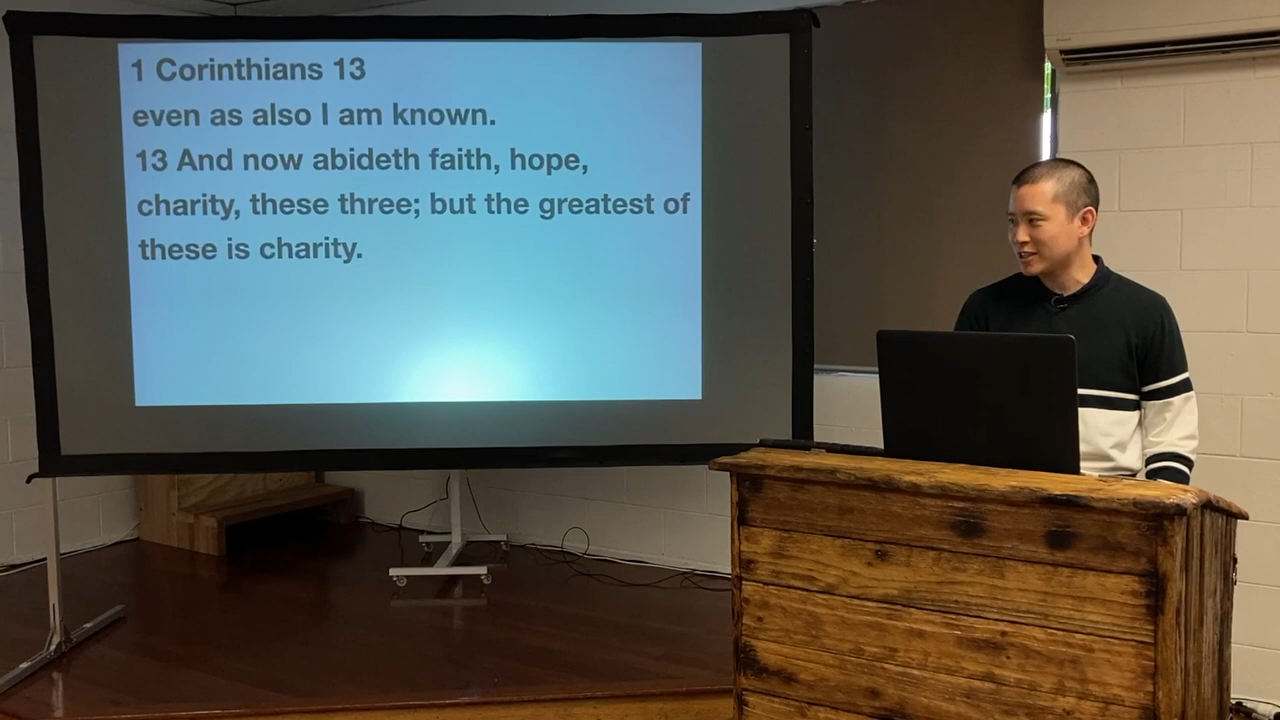 1 Corinthians 13
even as also I am known.
13 And now abideth faith, hope,
charity, these three; but the greatest of
these is charity.